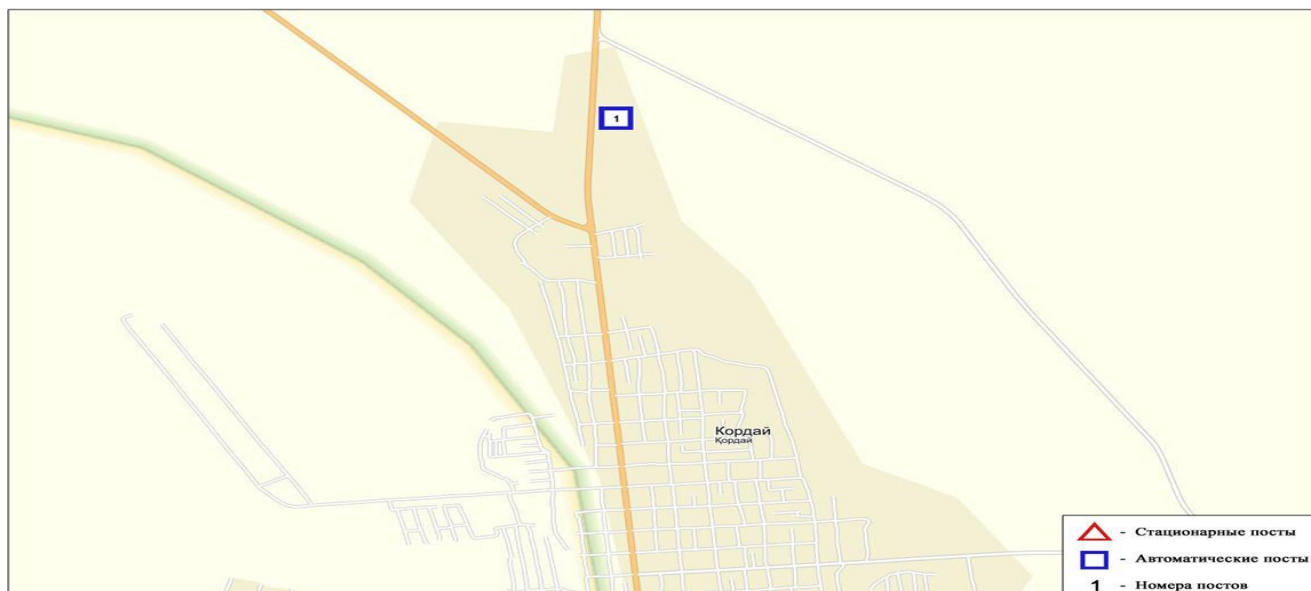 1
Кордай
Қордай
- Стационарные посты
- Автоматические посты
1 - Номера постов